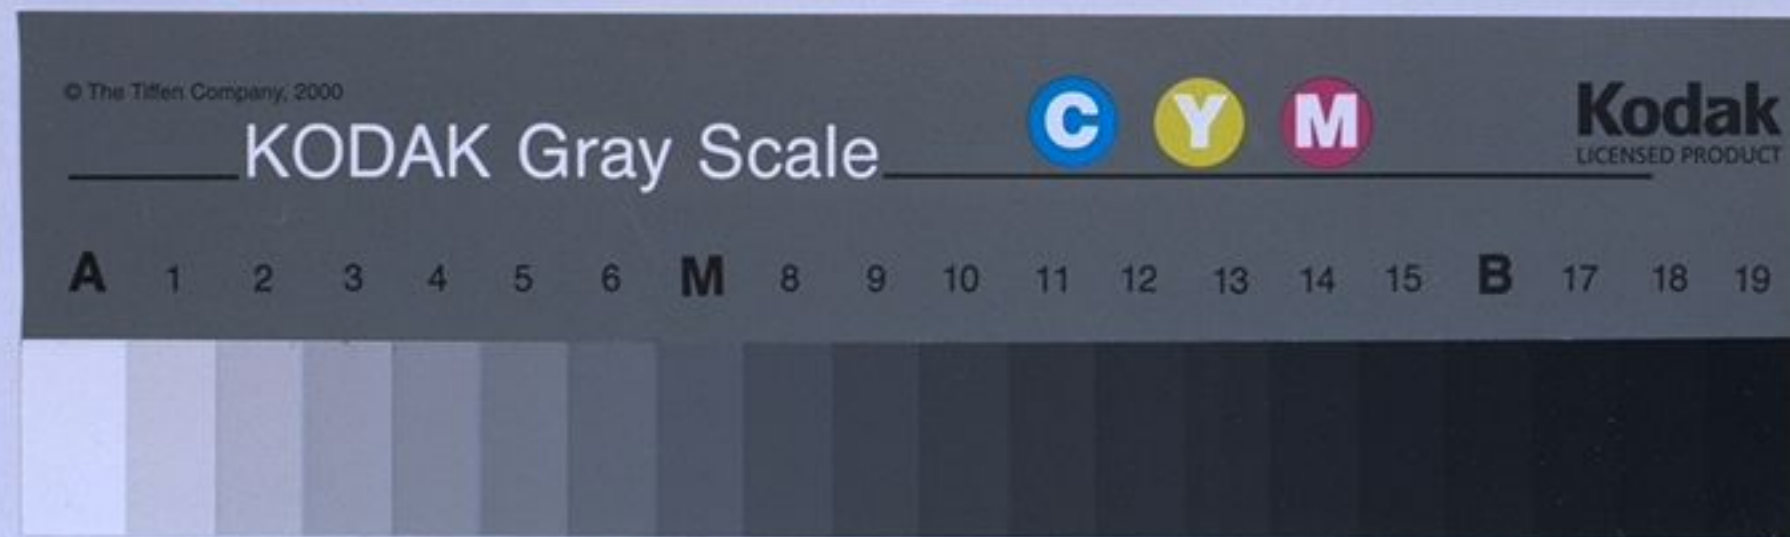 © The Tiffen Company, 2000
KODAK Gray Scale
C Y M
Kodak
LICENSED PRODUCT
A 1 2 3 4 5 6 M 8 9 10 11 12 13 14 15 B 17 18 19